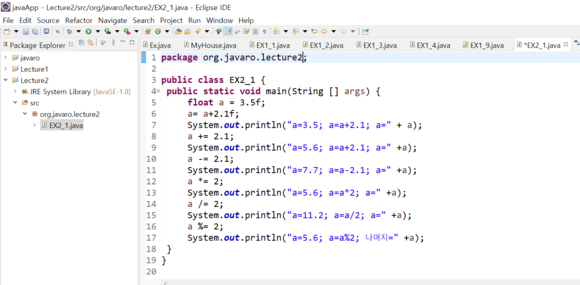 javaApp - Lecture2/src/org/javaro/lecture2/EX2_1.java - Eclipse IDE
File Edit Source Refactor Navigate Search Project Run Window Help
Package Explorer
Ex.java MyHouse.java EX1_1.java EX1_2.java EX1_3.java EX1_4.java EX1_9.java *EX2_1.java
javaro
Lecture1
Lecture2
JRE System Library [JavaSE-1.8]
src
org.javaro.lecture2
EX2_1.java
1 package org.javaro.lecture2;
2
3 public class EX2_1 {
4 public static void main(String [] args) {
5 float a = 3.5f;
6 a= a+2.1f;
7 System.out.println("a=3.5; a=a+2.1; a=" + a);
8 a += 2.1;
9 System.out.println("a=5.6; a=a+2.1; a=" +a);
10 a -= 2.1;
11 System.out.println("a=7.7; a=a-2.1; a=" +a);
12 a *= 2;
13 System.out.println("a=5.6; a=a*2; a=" +a);
14 a /= 2;
15 System.out.println("a=11.2; a=a/2; a=" +a);
16 a %= 2;
17 System.out.println("a=5.6; a=a%2; 나머지=" +a);
18 }
19 }
20